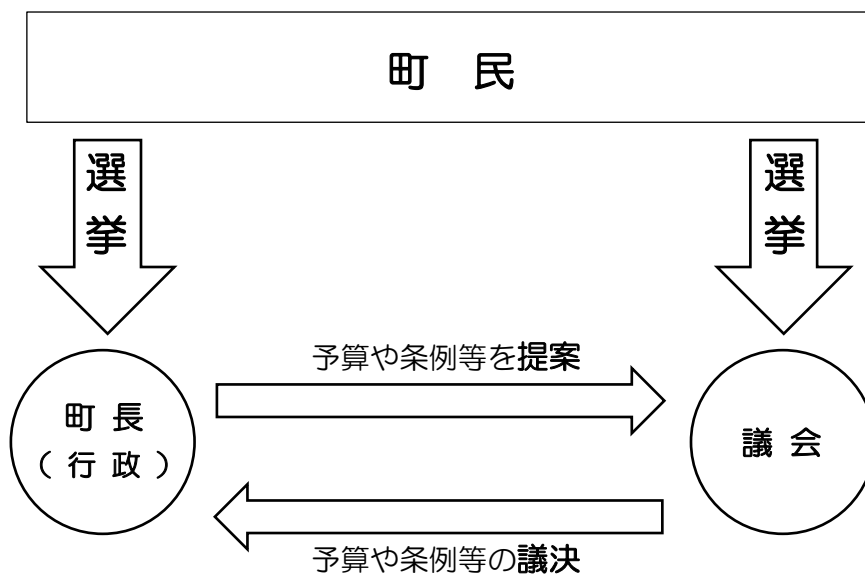 町 民
選挙
選挙
予算や条例等を提案
町 長
（ 行 政 ）
議 会
予算や条例等の議決